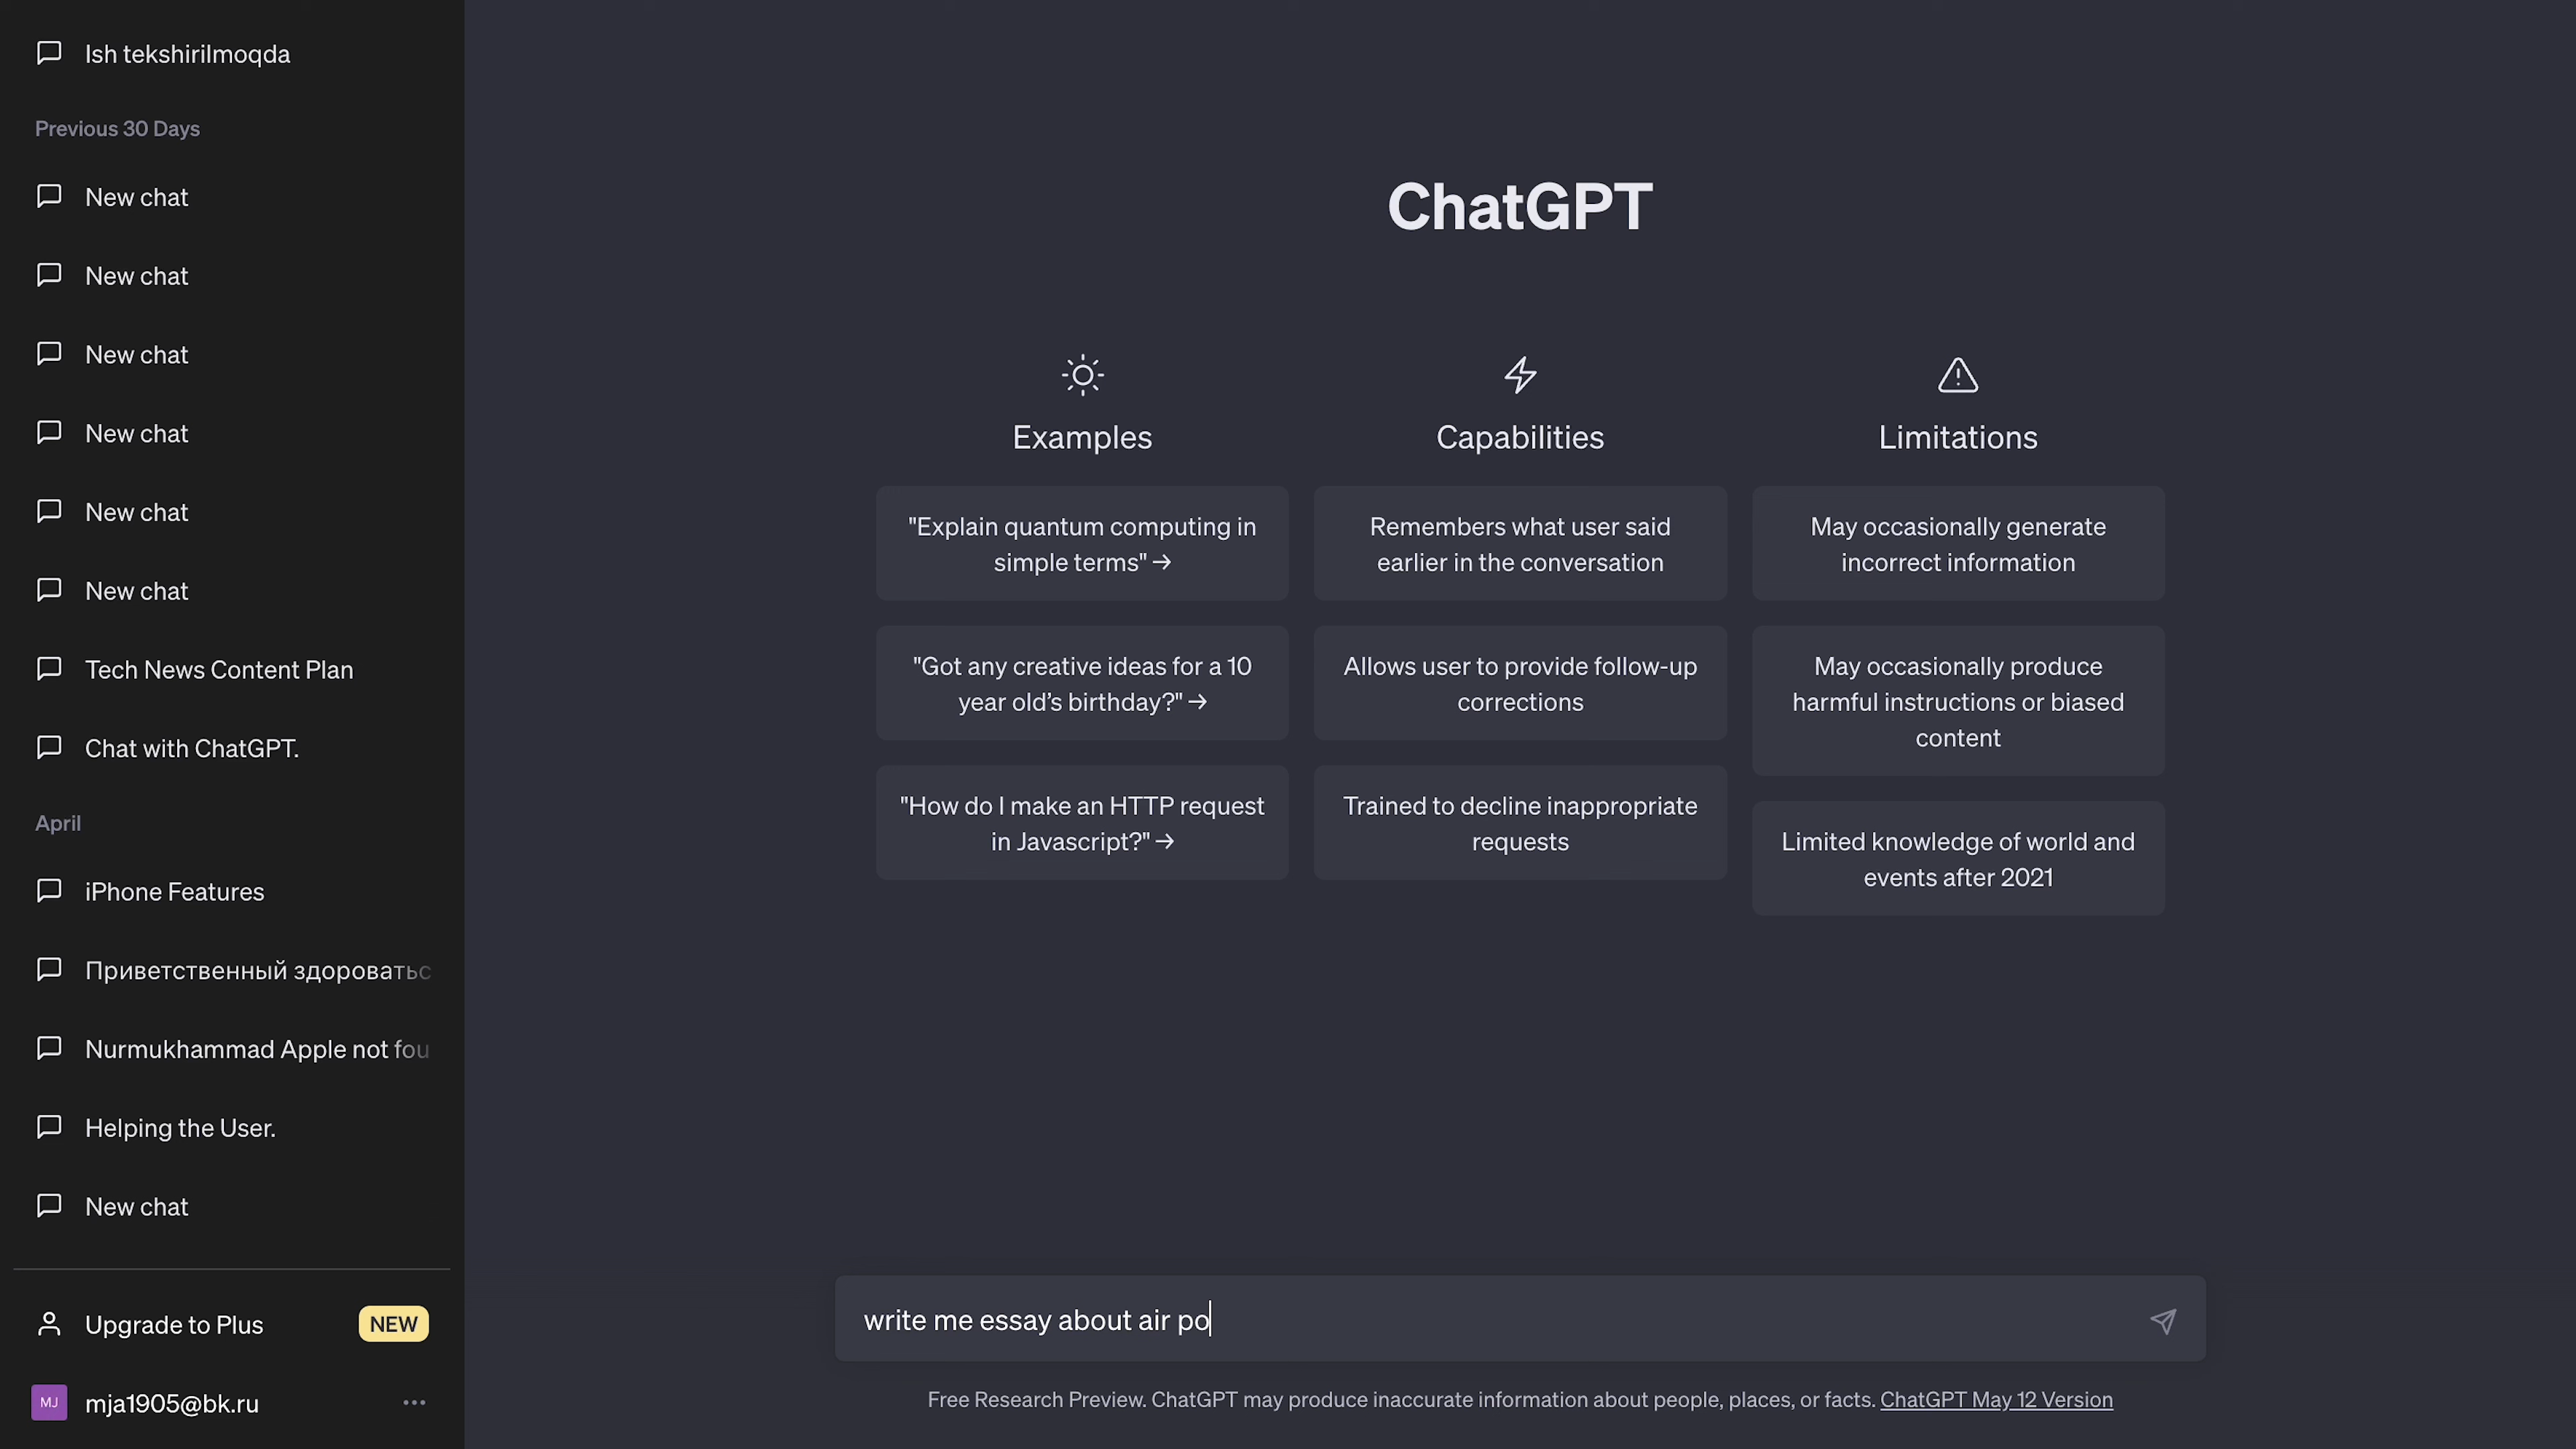 Ish tekshirilmoqda
Previous 30 Days
New chat
New chat
New chat
New chat
New chat
New chat
Tech News Content Plan
Chat with ChatGPT.
April
iPhone Features
Приветственный здороватьс
Nurmukhammad Apple not fou
Helping the User.
New chat
Upgrade to Plus NEW
MJ mja1905@bk.ru
ChatGPT
Examples
"Explain quantum computing in
simple terms" →
"Got any creative ideas for a 10
year old’s birthday?" →
"How do I make an HTTP request
in Javascript?" →
Capabilities
Remembers what user said
earlier in the conversation
Allows user to provide follow-up
corrections
Trained to decline inappropriate
requests
Limitations
May occasionally generate
incorrect information
May occasionally produce
harmful instructions or biased
content
Limited knowledge of world and
events after 2021
write me essay about air po
Free Research Preview. ChatGPT may produce inaccurate information about people, places, or facts. ChatGPT May 12 Version